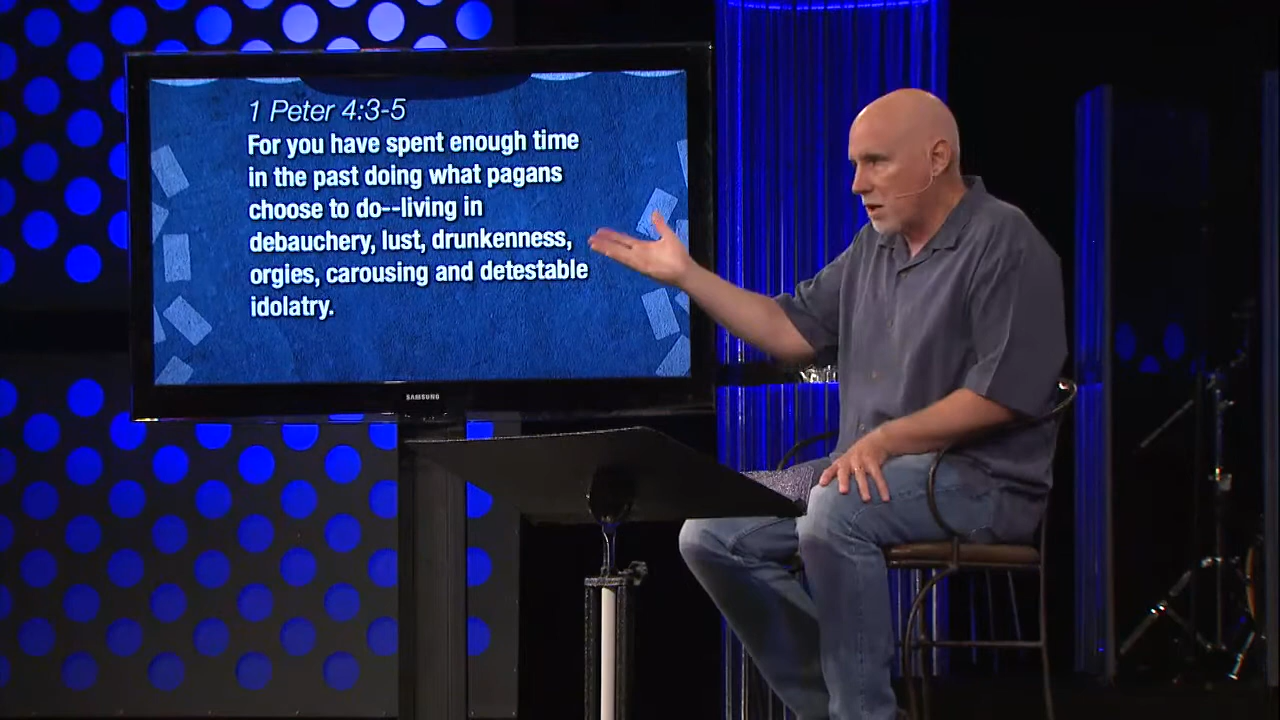 1 Peter 4:3-5
For you have spent enough time
in the past doing what pagans
choose to do--living in
debauchery, lust, drunkenness,
orgies, carousing and detestable
idolatry.
SAMSUNG